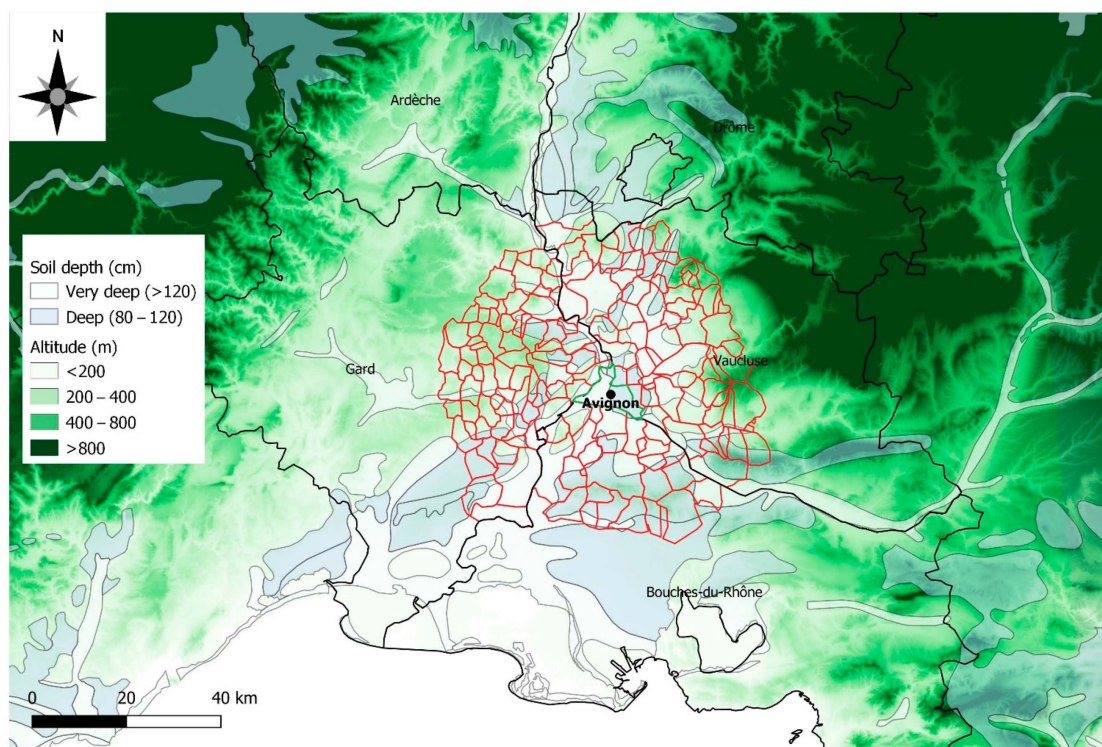 N
Ardèche
Drôme
Soil depth (cm)
Very deep (>120)
Deep (80 – 120)
Altitude (m)
<200
200 – 400
400 – 800
>800
Gard
Vaucluse
Avignon
Bouches-du-Rhône
0 20 40 km